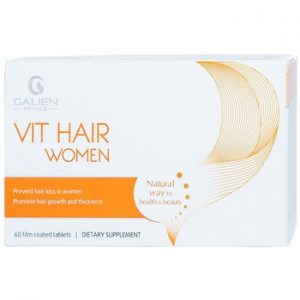 GALIEN
FRANCE
VIT HAIR
WOMEN
Prevent hair loss in women
Promote hair growth and thickness
Natural
way to
health & beauty
60 film coated tablets | DIETARY SUPPLEMENT